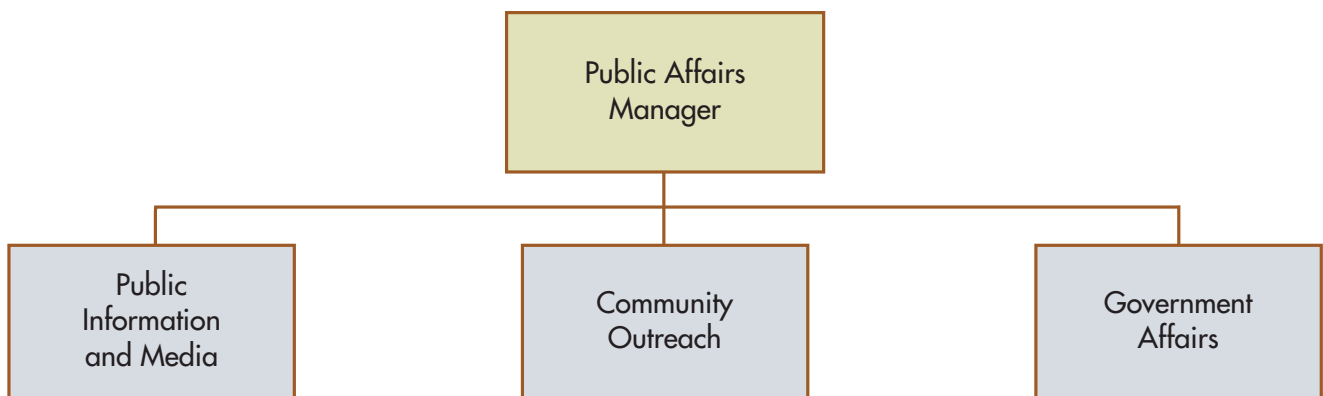 Public Affairs
Manager
Public
Information
and Media
Community
Outreach
Government
Affairs